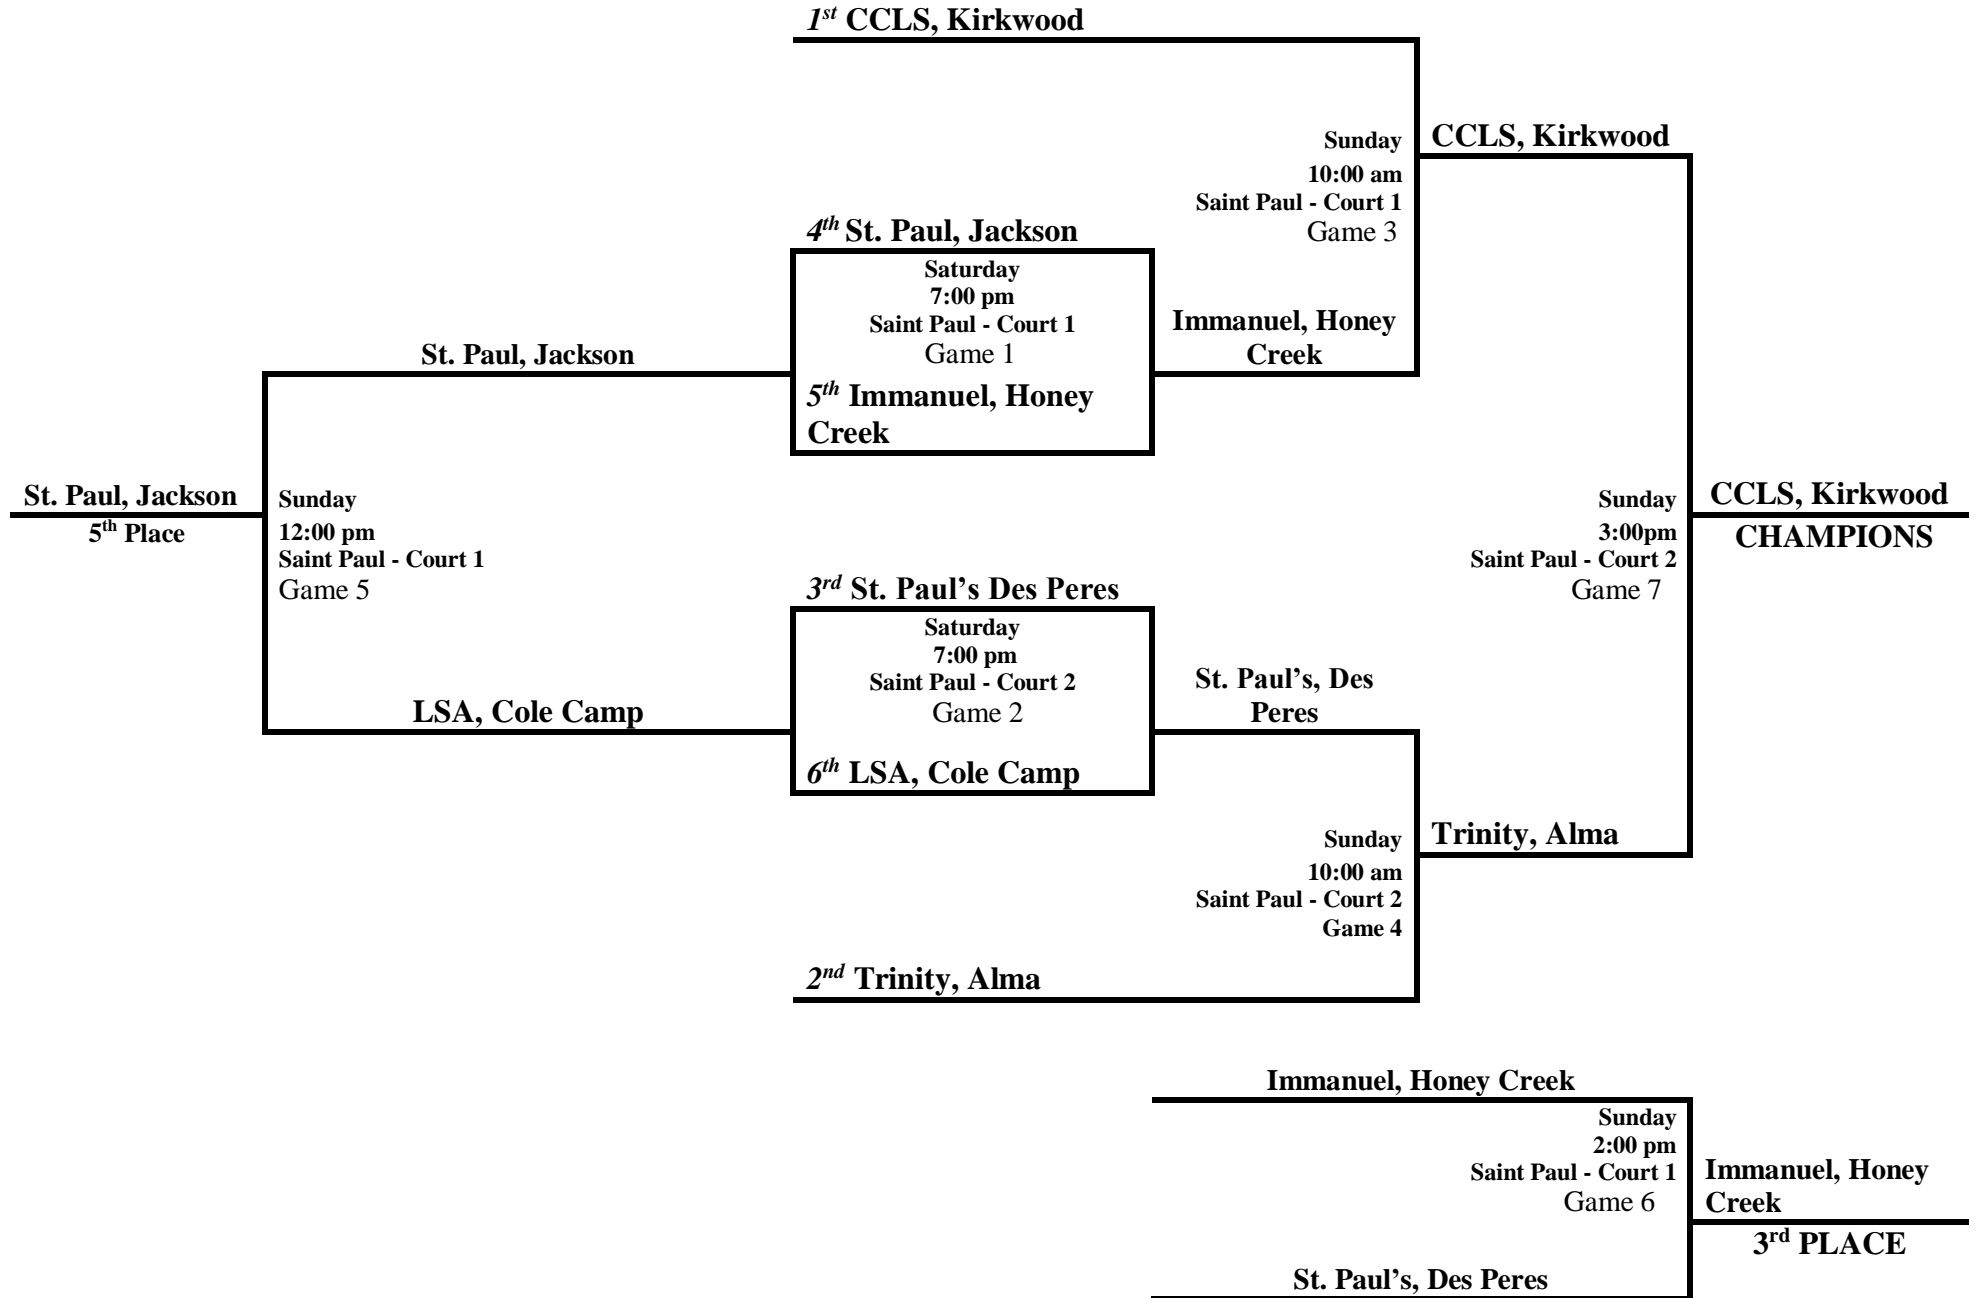 1st CCLS, Kirkwood
Sunday
CCLS, Kirkwood
10:00 am
Saint Paul - Court 1
Game 3
4th St. Paul, Jackson
Saturday
7:00 pm
Saint Paul - Court 1
Game 1
Immanuel, Honey
Creek
St. Paul, Jackson
5th Immanuel, Honey
Creek
St. Paul, Jackson
5th Place
Sunday
12:00 pm
Saint Paul - Court 1
Game 5
Sunday
3:00pm
Saint Paul - Court 2
Game 7
CCLS, Kirkwood
CHAMPIONS
3rd St. Paul's Des Peres
Saturday
7:00 pm
Saint Paul - Court 2
Game 2
St. Paul's, Des
Peres
LSA, Cole Camp
6th LSA, Cole Camp
Sunday
10:00 am
Saint Paul - Court 2
Game 4
Trinity, Alma
2nd Trinity, Alma
Immanuel, Honey Creek
Sunday
2:00 pm
Saint Paul - Court 1
Game 6
Immanuel, Honey
Creek
3rd PLACE
St. Paul's, Des Peres